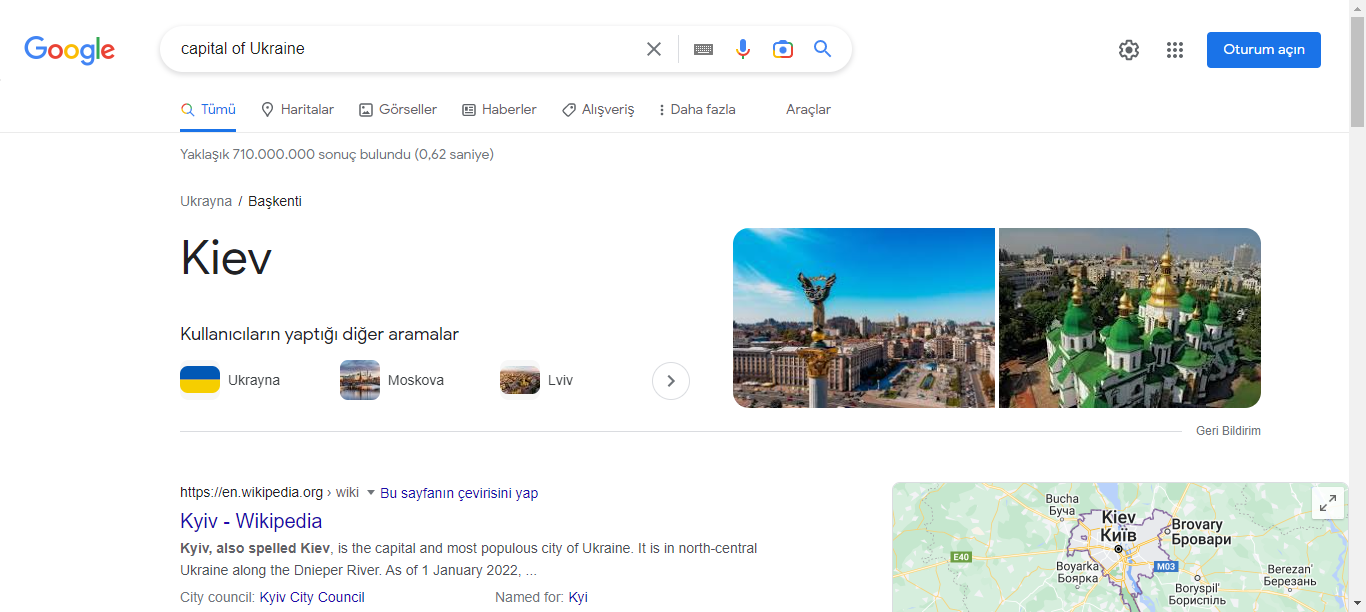 Google
capital of Ukraine
Oturum açın
Tümü
Haritalar
Görseller
Haberler
Alışveriş
Daha fazla
Araçlar
Yaklaşık 710.000.000 sonuç bulundu (0,62 saniye)
Ukrayna / Başkenti
Kiev
Kullanıcıların yaptığı diğer aramalar
Ukrayna
Moskova
Lviv
Geri Bildirim
https://en.wikipedia.org › wiki
Bu sayfanın çevirisini yap
Kyiv - Wikipedia
Kyiv, also spelled Kiev, is the capital and most populous city of Ukraine. It is in north-central
Ukraine along the Dnieper River. As of 1 January 2022, ...
City council: Kyiv City Council
Named for: Kyi
Bucha
Буча
Kiev
Київ
Brovary
Бровари
E40
Boyarka
Боярка
M03
Boryspil'
Бориспіль
Berezan'
Березань